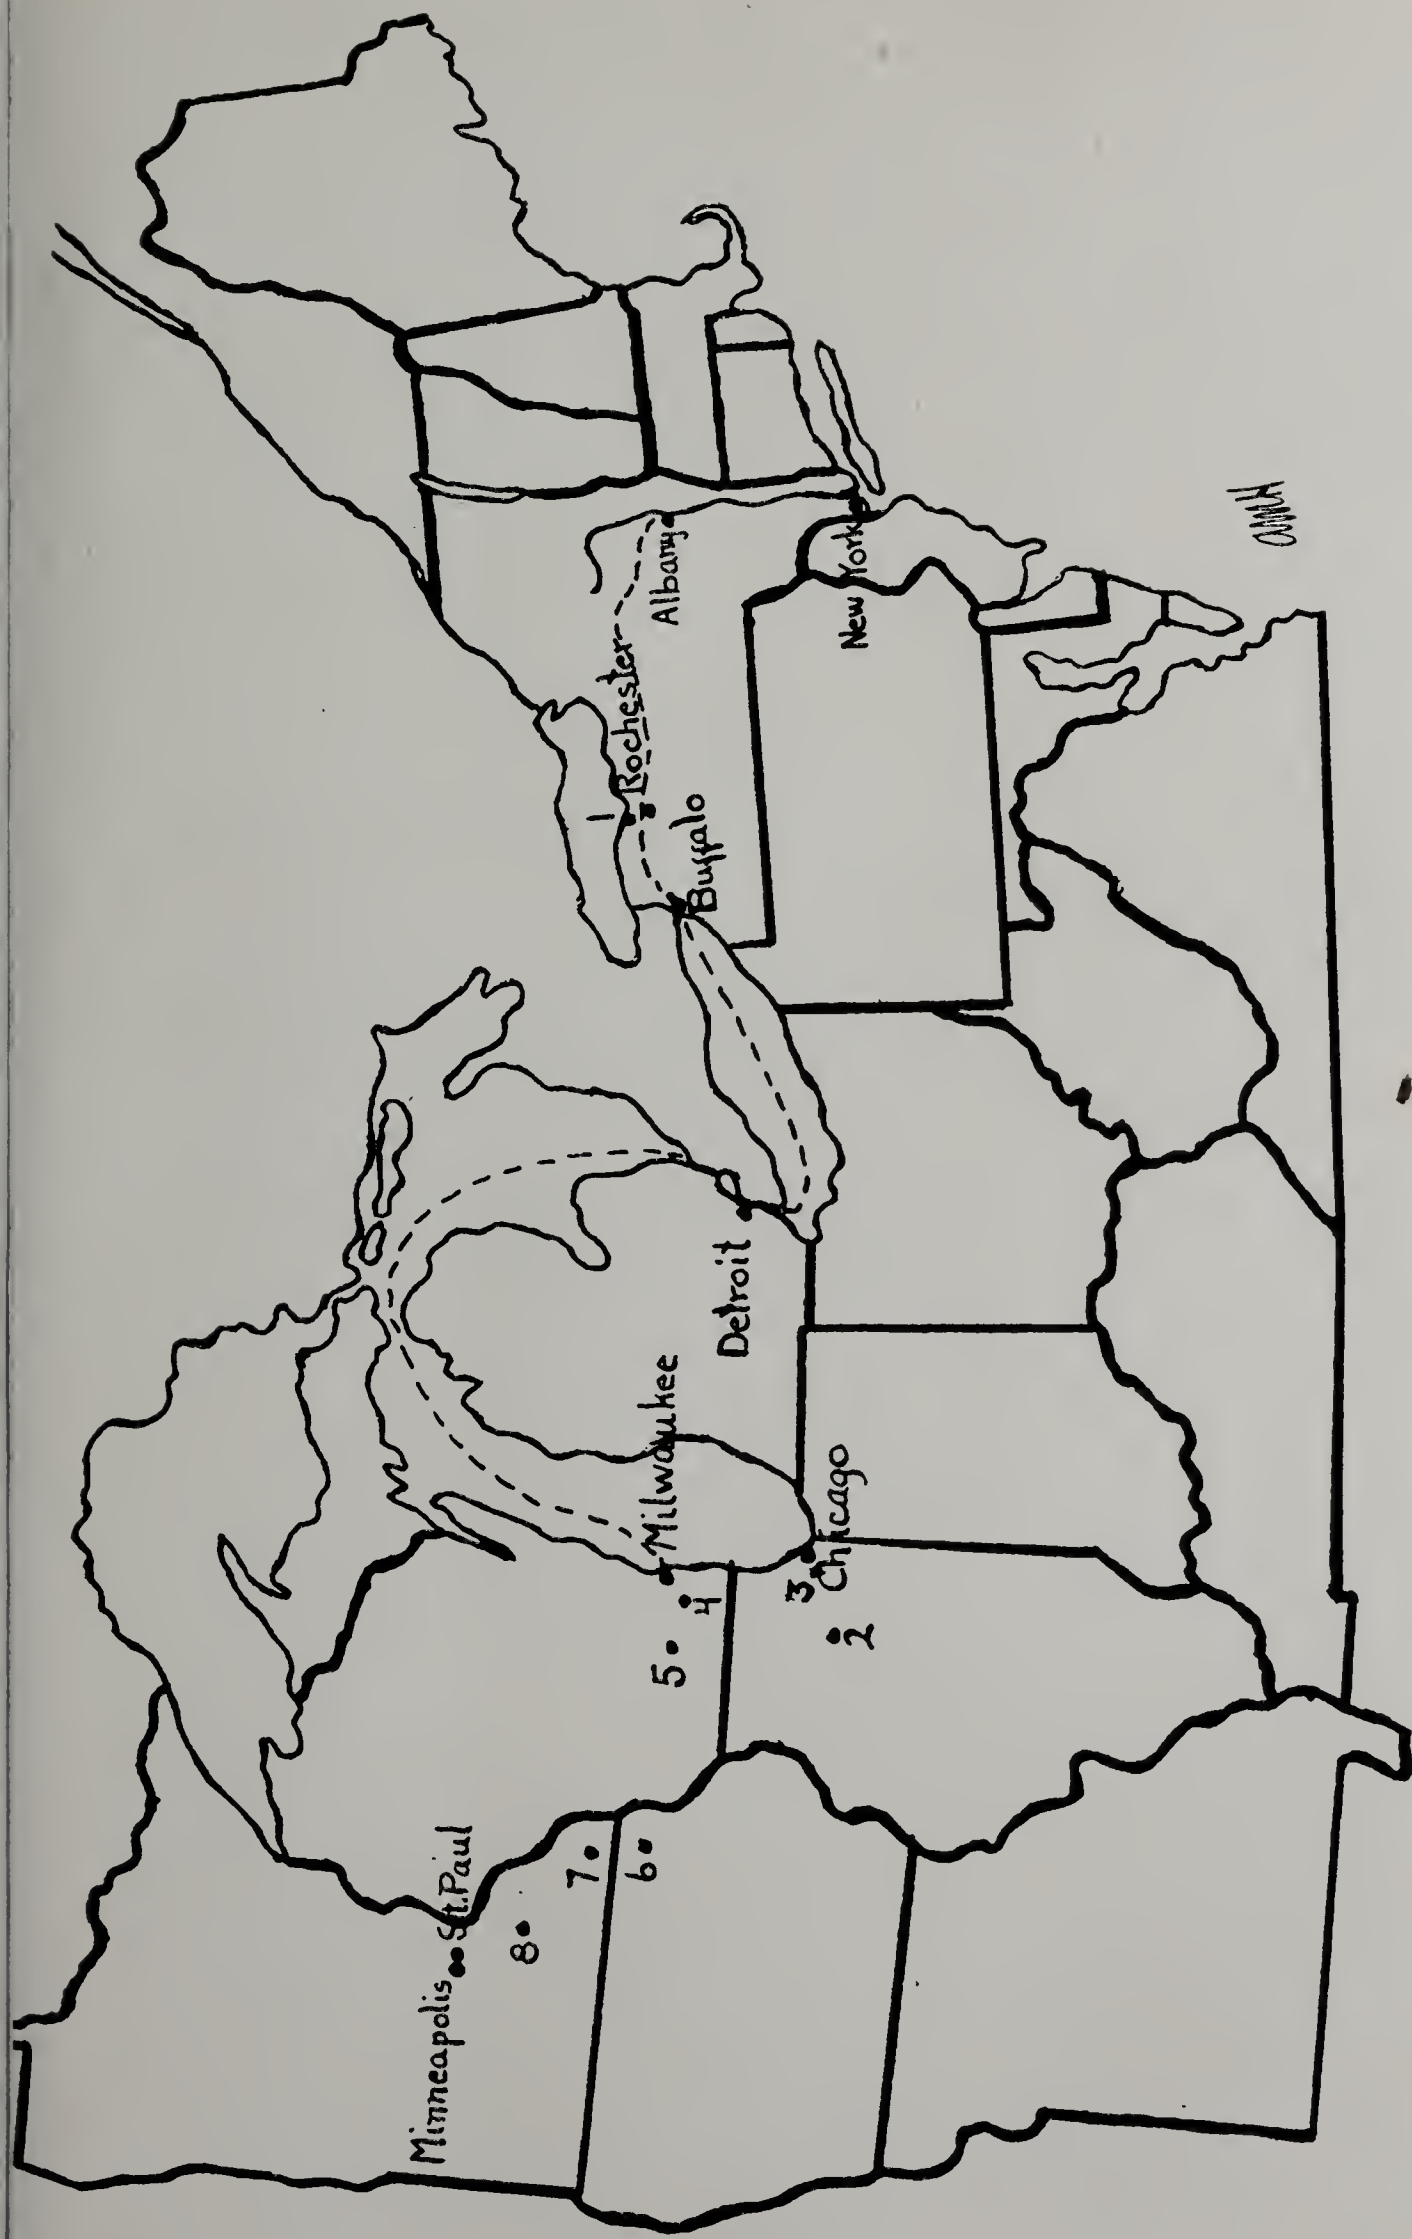 Minneapolis
St. Paul
8
7
6
5
4
Milwaukee
3
Chicago
2
Detroit
Buffalo
1
Rochester
Albany
New York